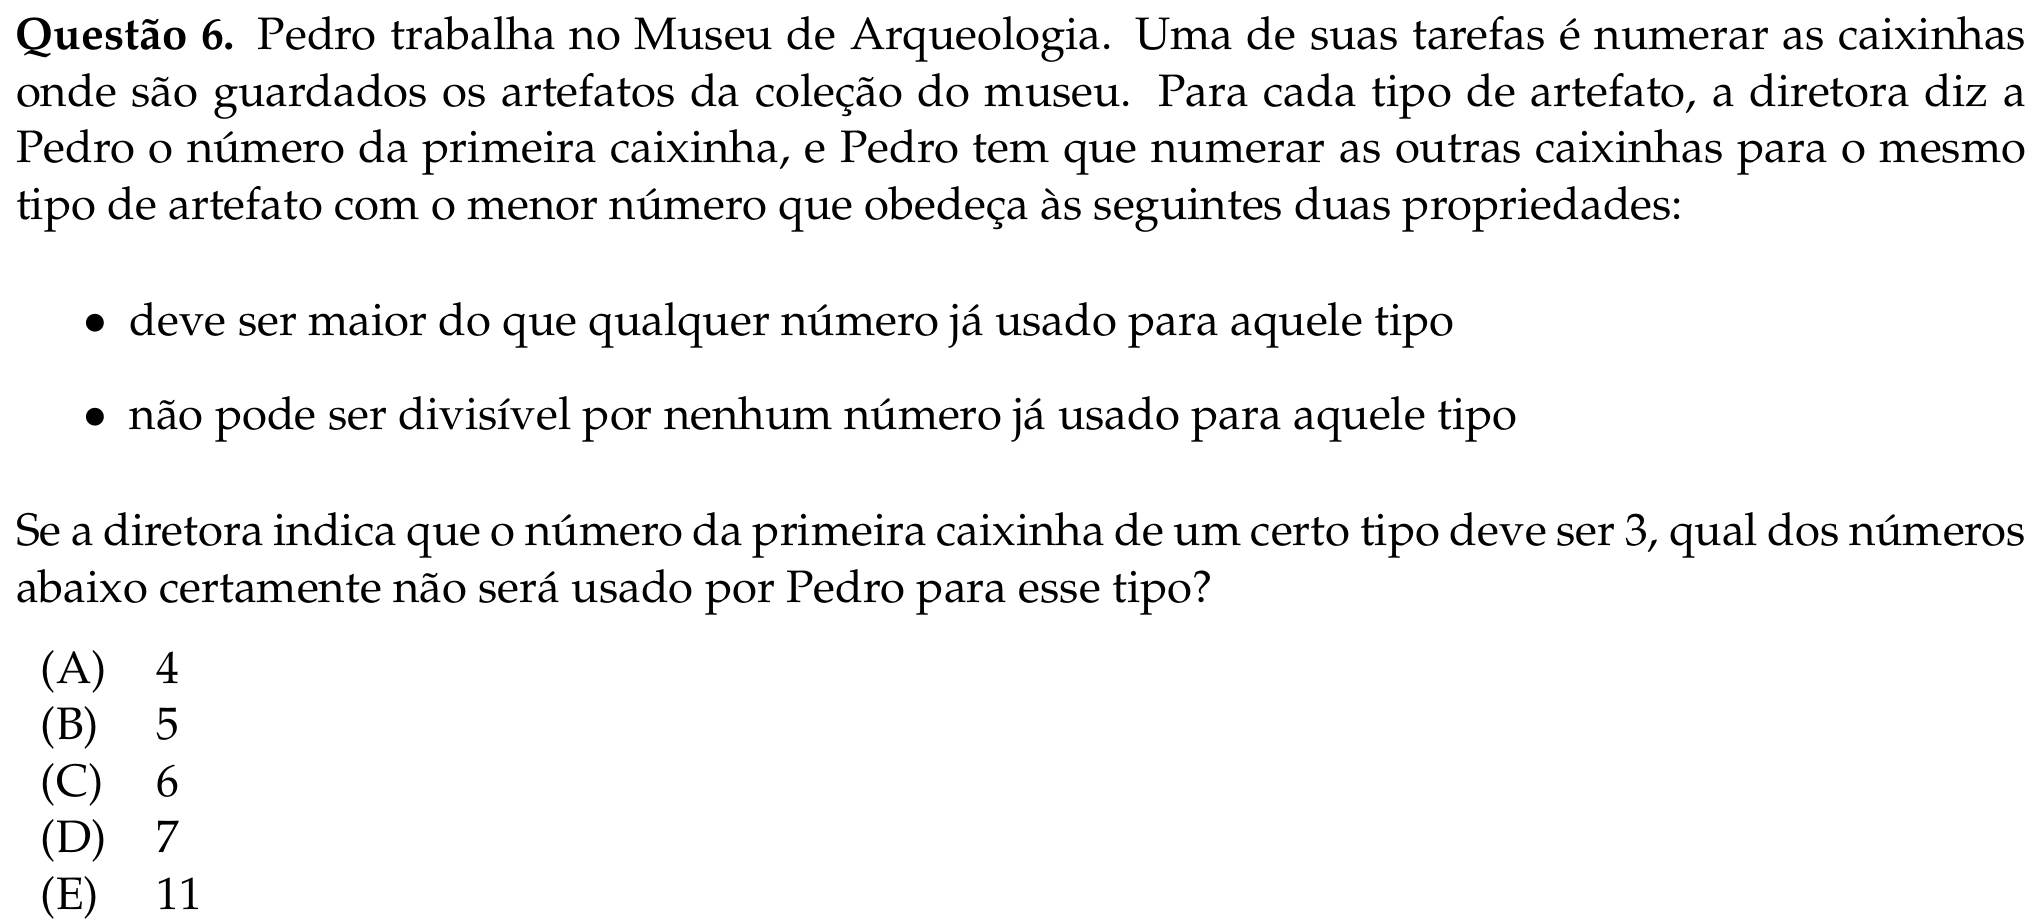 Questão 6. Pedro trabalha no Museu de Arqueologia. Uma de suas tarefas é numerar as caixinhas
onde são guardados os artefatos da coleção do museu. Para cada tipo de artefato, a diretora diz a
Pedro o número da primeira caixinha, e Pedro tem que numerar as outras caixinhas para o mesmo
tipo de artefato com o menor número que obedeça às seguintes duas propriedades:
• deve ser maior do que qualquer número já usado para aquele tipo
• não pode ser divisível por nenhum número já usado para aquele tipo
Se a diretora indica que o número da primeira caixinha de um certo tipo deve ser 3, qual dos números
abaixo certamente não será usado por Pedro para esse tipo?
(A) 4
(B) 5
(C) 6
(D) 7
(E) 11